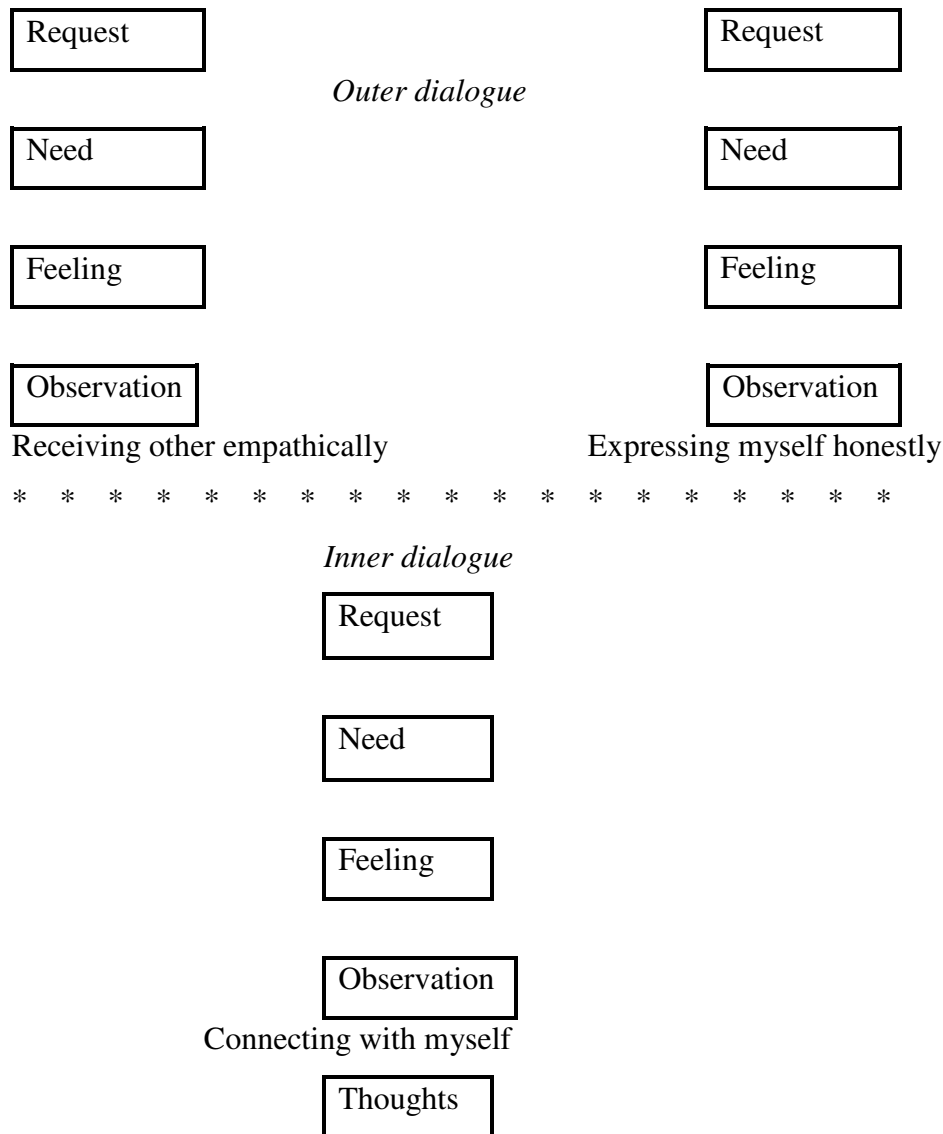 Request Request
Outer dialogue
Need Need
Feeling Feeling
Observation Observation
Receiving other empathically Expressing myself honestly
* * * * * * * * * * * * * * * * * * *
Inner dialogue
Request
Need
Feeling
Observation
Connecting with myself
Thoughts